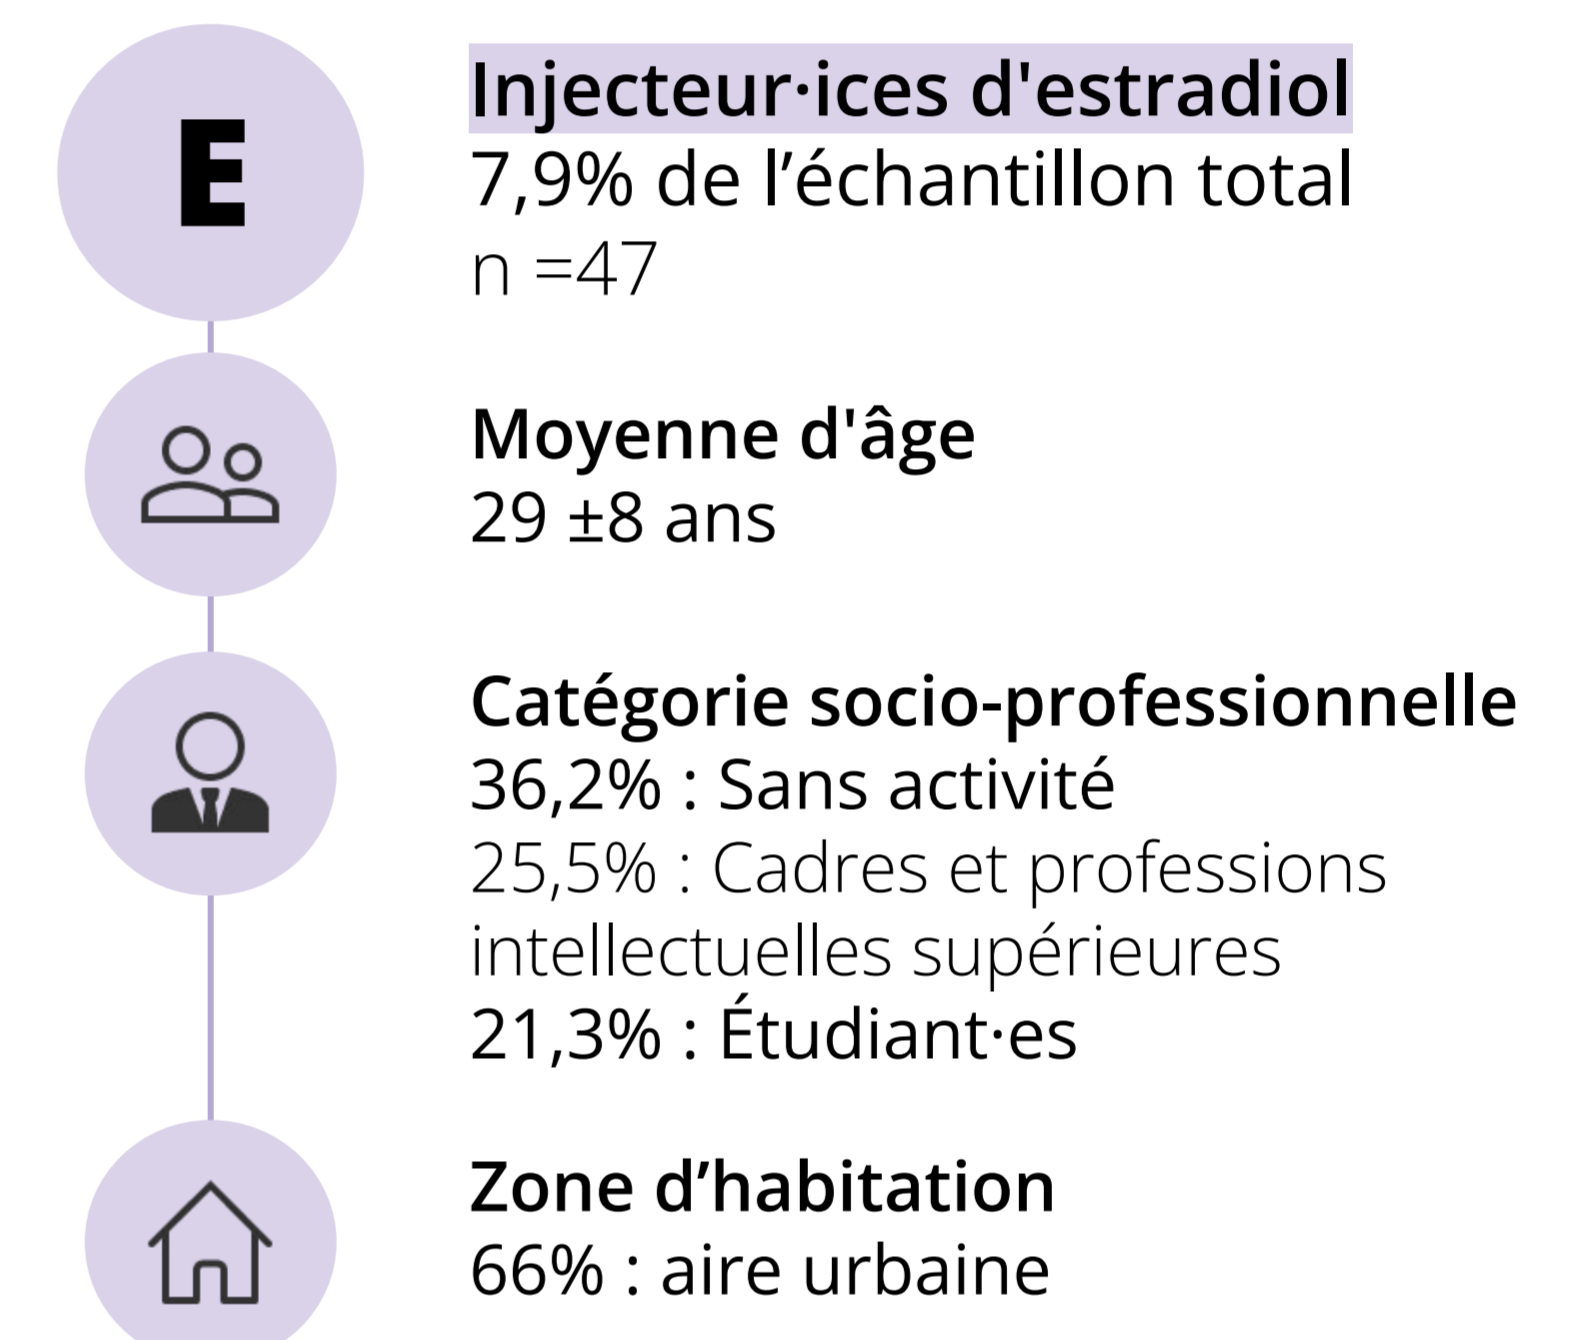 E
Injecteur·ices d'estradiol
7,9% de l’échantillon total
n =47
Moyenne d'âge
29 ±8 ans
Catégorie socio-professionnelle
36,2% : Sans activité
25,5% : Cadres et professions
intellectuelles supérieures
21,3% : Étudiant·es
Zone d’habitation
66% : aire urbaine